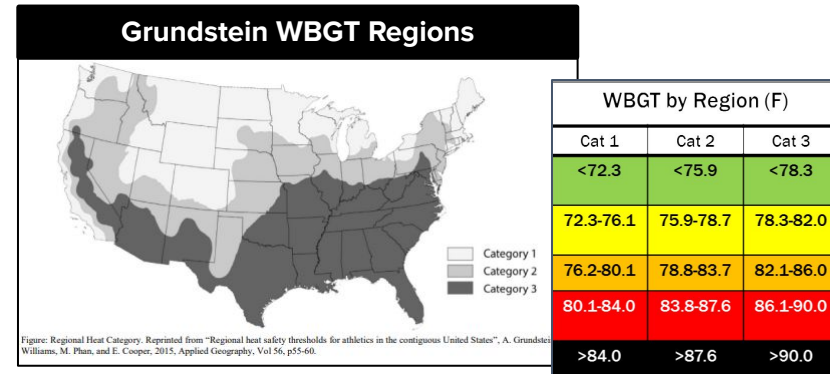 Grundstein WBGT Regions
Category 1
Category 2
Category 3
Figure: Regional Heat Category. Reprinted from “Regional heat safety thresholds for athletics in the contiguous United States”, A. Grundstei
Williams, M. Phan, and E. Cooper, 2015, Applied Geography, Vol 56, p55-60.
WBGT by Region (F)
Cat 1 Cat 2 Cat 3
<72.3 <75.9 <78.3
72.3-76.1 75.9-78.7 78.3-82.0
76.2-80.1 78.8-83.7 82.1-86.0
80.1-84.0 83.8-87.6 86.1-90.0
>84.0 >87.6 >90.0